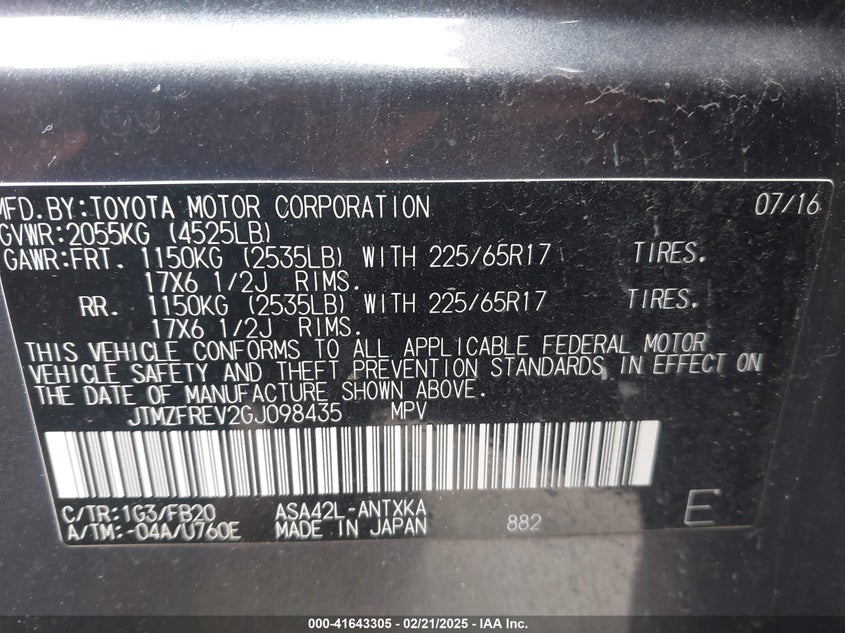 MFD.BY:TOYOTA MOTOR CORPORATION 07/16
GVWR:2055KG (4525LB)
GAWR:FRT. 1150KG (2535LB) WITH 225/65R17 TIRES.
17X6 1/2J RIMS.
RR. 1150KG (2535LB) WITH 225/65R17 TIRES.
17X6 1/2J RIMS.
THIS VEHICLE CONFORMS TO ALL APPLICABLE FEDERAL MOTOR
VEHICLE SAFETY AND THEFT PREVENTION STANDARDS IN EFFECT ON
THE DATE OF MANUFACTURE SHOWN ABOVE.
JTMZFREV2GJ098435 MPV
C/TR:1G3/FB20 ASA42L-ANTXKA
A/TM:-04A/U760E MADE IN JAPAN 882 E
000-41643305 - 02/21/2025 - IAA Inc.